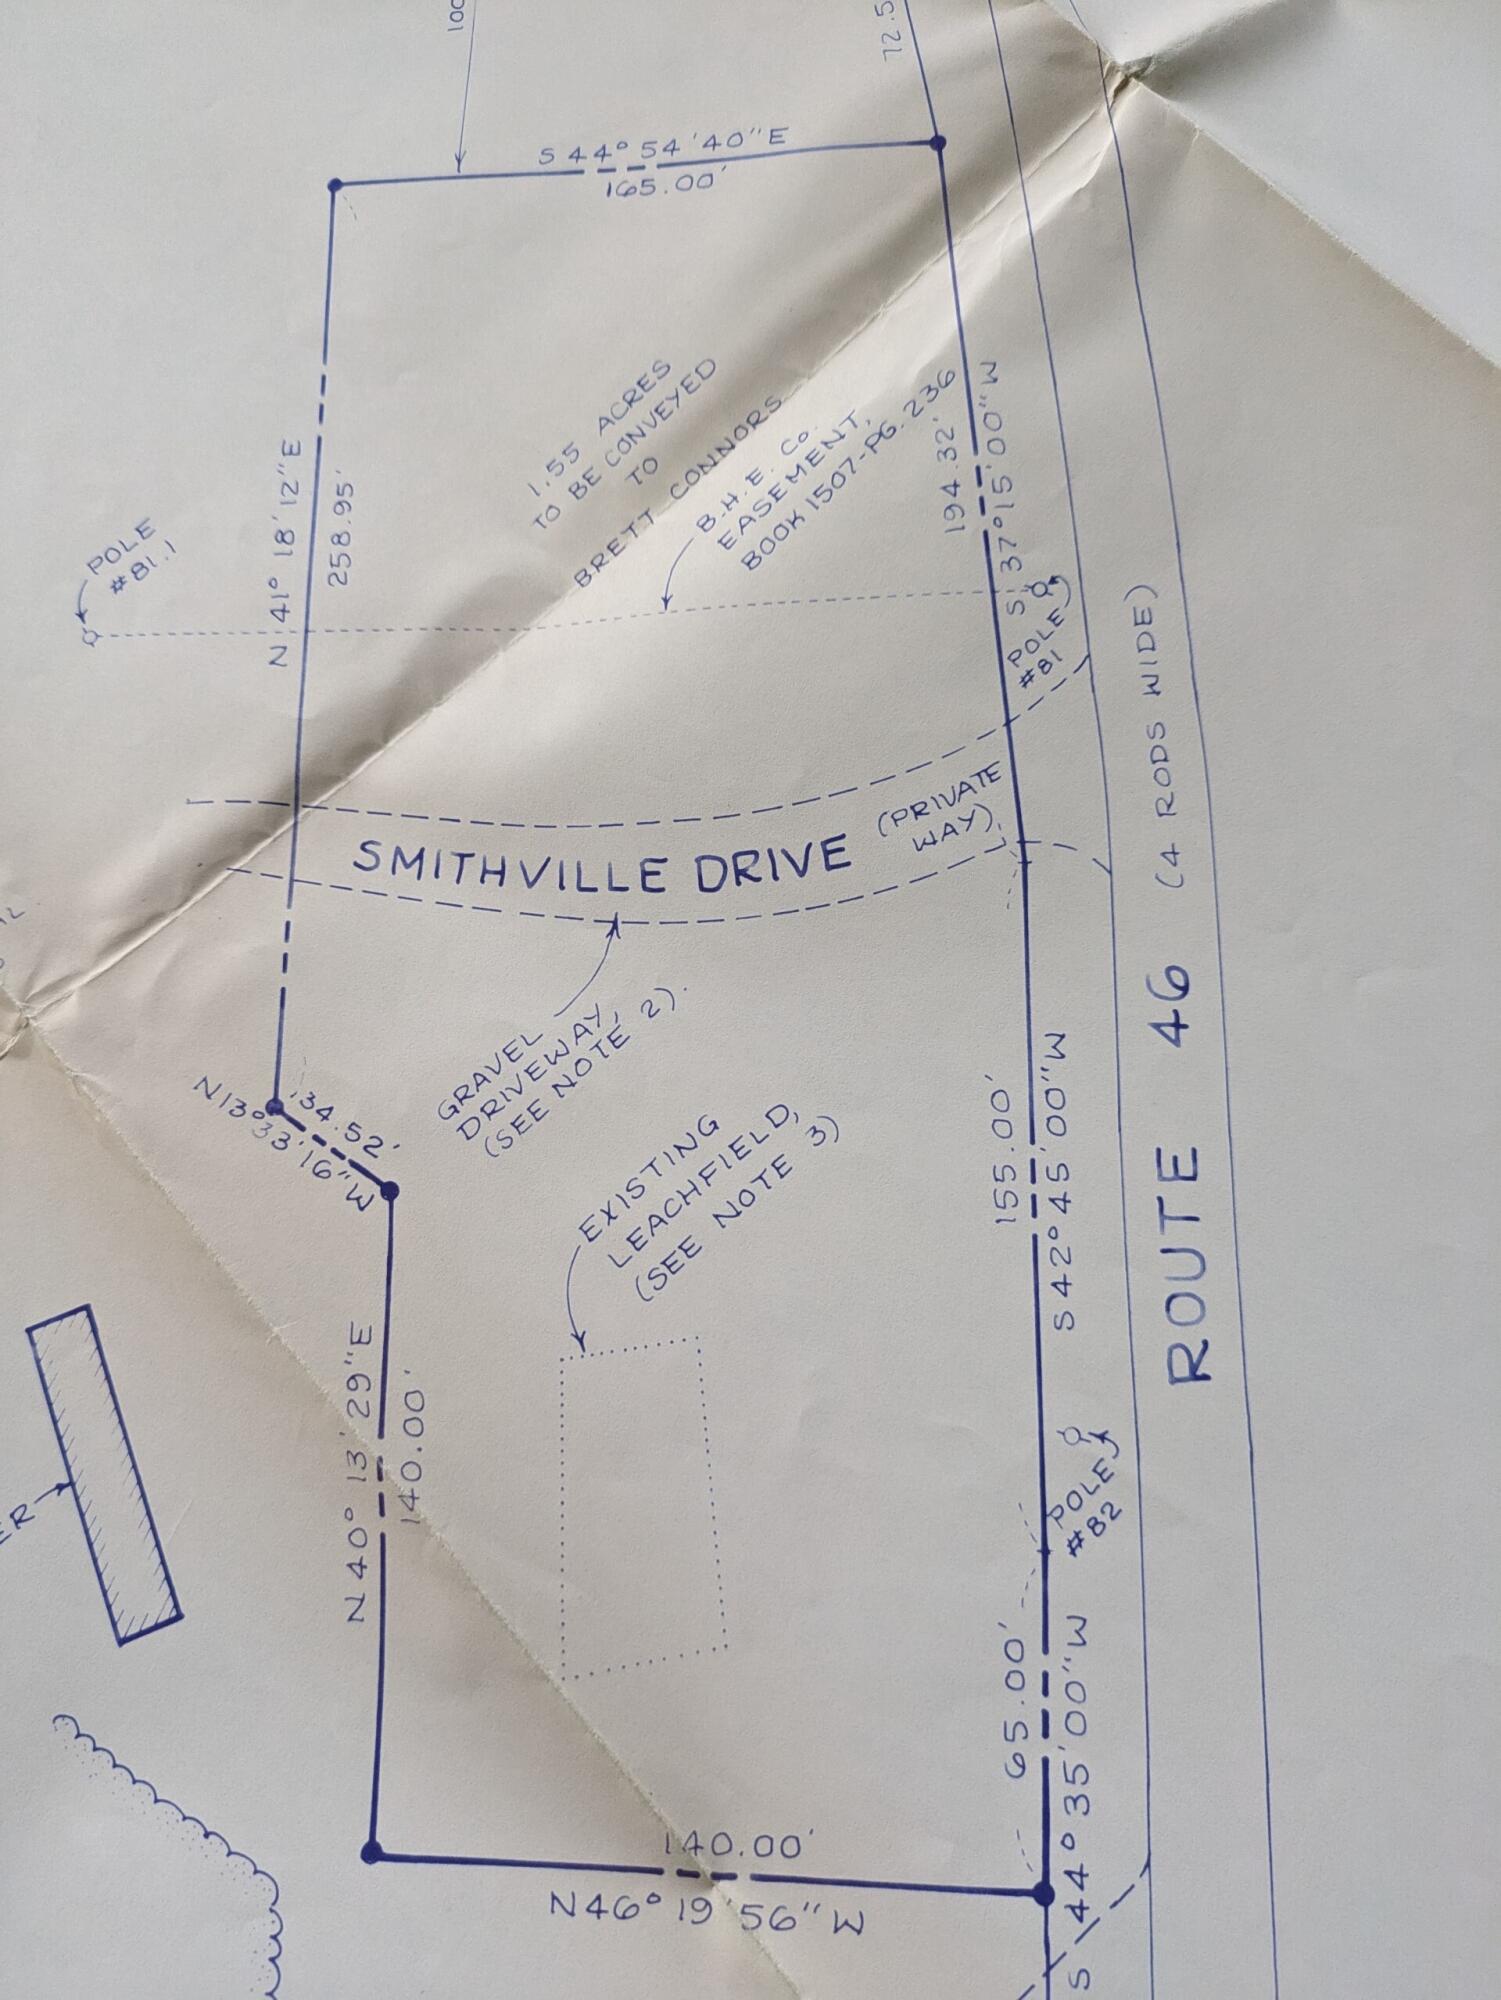 100
72.5
S 44° 54' 40" E
165.00'
1.55 ACRES
TO BE CONVEYED
TO
BRETT CONNORS
B.H.E. Co.
EASEMENT,
BOOK 1507-PG. 236
194.32'
S 37° 15' 00" W
N 41° 18' 12" E
258.95'
POLE
#81.1
POLE
#81
SMITHVILLE DRIVE
(PRIVATE
WAY)
ROUTE 46 (4 RODS WIDE)
GRAVEL
DRIVEWAY,
(SEE NOTE 2).
N 13° 33' 16" W
34.52'
EXISTING
LEACHFIELD,
(SEE NOTE 3)
155.00'
S 42° 45' 00" W
N 40° 13' 29" E
140.00'
ER
POLE
#82
65.00'
S 44° 35' 00" W
140.00'
N 46° 19' 56" W